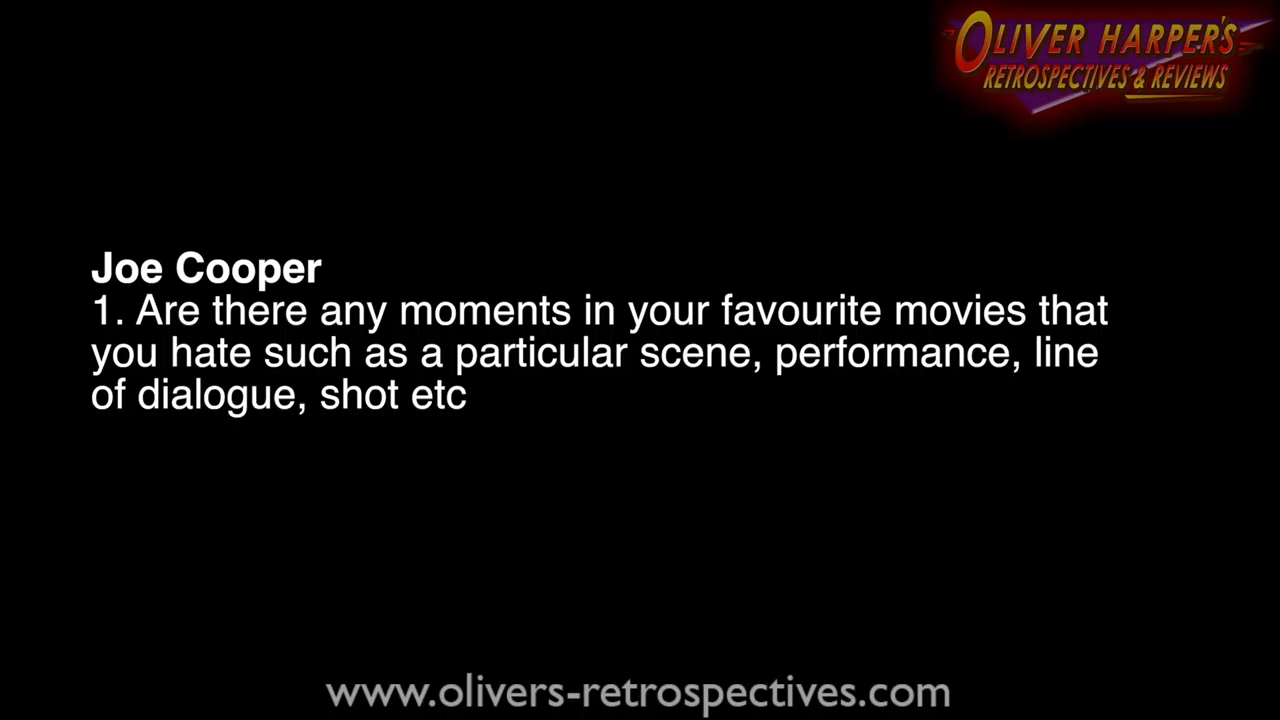 OLIVER HARPER'S
RETROSPECTIVES & REVIEWS
Joe Cooper
1. Are there any moments in your favourite movies that
you hate such as a particular scene, performance, line
of dialogue, shot etc
www.olivers-retrospectives.com